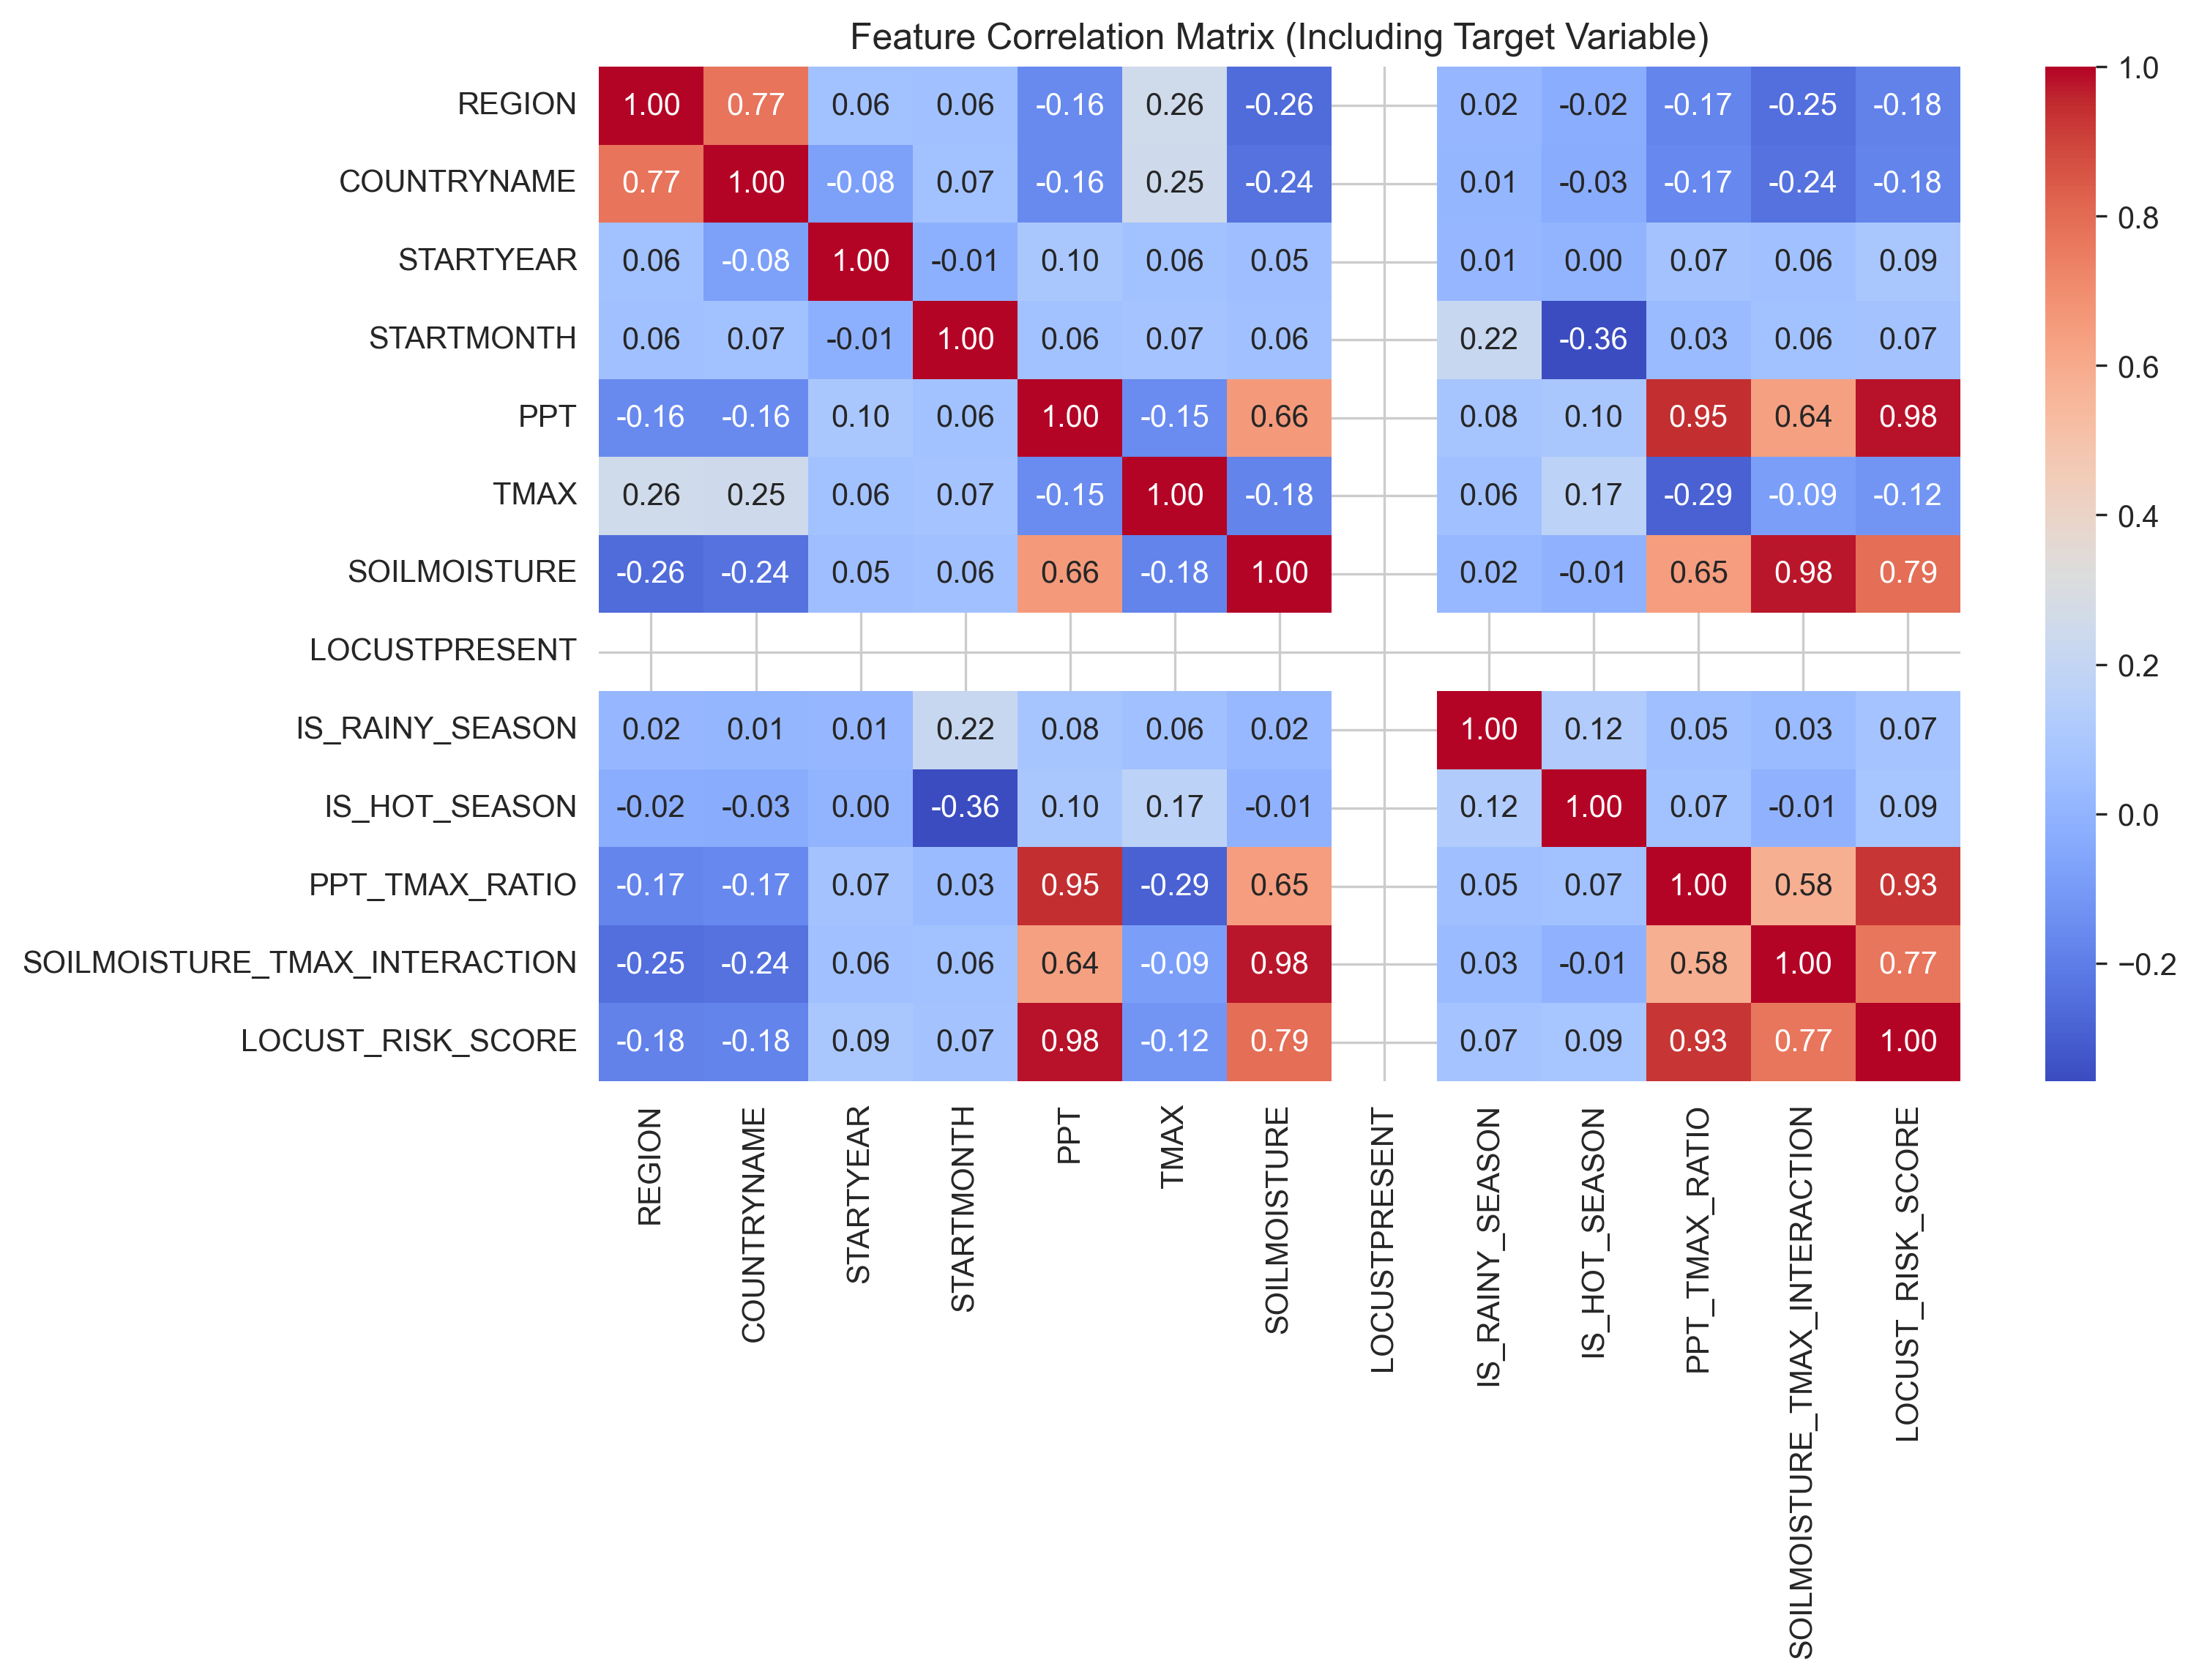 Feature Correlation Matrix (Including Target Variable)
REGION 1.00 0.77 0.06 0.06 -0.16 0.26 -0.26 0.02 -0.02 -0.17 -0.25 -0.18
COUNTRYNAME 0.77 1.00 -0.08 0.07 -0.16 0.25 -0.24 0.01 -0.03 -0.17 -0.24 -0.18
STARTYEAR 0.06 -0.08 1.00 -0.01 0.10 0.06 0.05 0.01 0.00 0.07 0.06 0.09
STARTMONTH 0.06 0.07 -0.01 1.00 0.06 0.07 0.06 0.22 -0.36 0.03 0.06 0.07
PPT -0.16 -0.16 0.10 0.06 1.00 -0.15 0.66 0.08 0.10 0.95 0.64 0.98
TMAX 0.26 0.25 0.06 0.07 -0.15 1.00 -0.18 0.06 0.17 -0.29 -0.09 -0.12
SOILMOISTURE -0.26 -0.24 0.05 0.06 0.66 -0.18 1.00 0.02 -0.01 0.65 0.98 0.79
LOCUSTPRESENT
IS_RAINY_SEASON 0.02 0.01 0.01 0.22 0.08 0.06 0.02 1.00 0.12 0.05 0.03 0.07
IS_HOT_SEASON -0.02 -0.03 0.00 -0.36 0.10 0.17 -0.01 0.12 1.00 0.07 -0.01 0.09
PPT_TMAX_RATIO -0.17 -0.17 0.07 0.03 0.95 -0.29 0.65 0.05 0.07 1.00 0.58 0.93
SOILMOISTURE_TMAX_INTERACTION -0.25 -0.24 0.06 0.06 0.64 -0.09 0.98 0.03 -0.01 0.58 1.00 0.77
LOCUST_RISK_SCORE -0.18 -0.18 0.09 0.07 0.98 -0.12 0.79 0.07 0.09 0.93 0.77 1.00
REGION
COUNTRYNAME
STARTYEAR
STARTMONTH
PPT
TMAX
SOILMOISTURE
LOCUSTPRESENT
IS_RAINY_SEASON
IS_HOT_SEASON
PPT_TMAX_RATIO
SOILMOISTURE_TMAX_INTERACTION
LOCUST_RISK_SCORE
1.0
0.8
0.6
0.4
0.2
0.0
−0.2